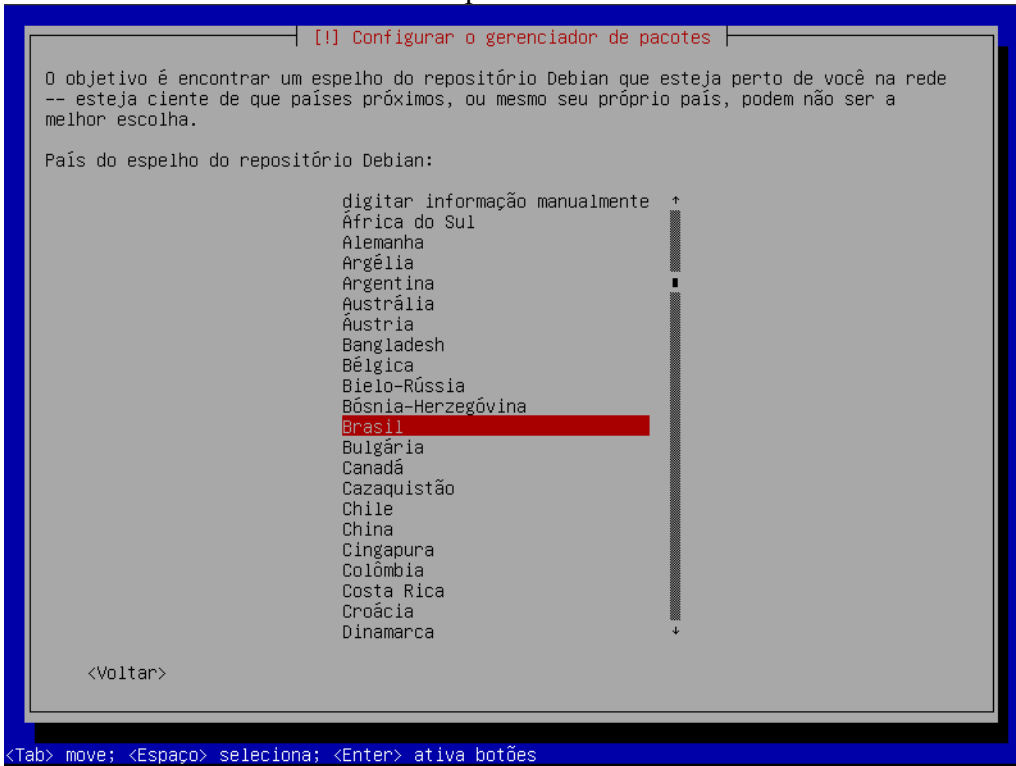 [!] Configurar o gerenciador de pacotes
O objetivo é encontrar um espelho do repositório Debian que esteja perto de você na rede
-- esteja ciente de que países próximos, ou mesmo seu próprio país, podem não ser a
melhor escolha.
País do espelho do repositório Debian:
digitar informação manualmente
África do Sul
Alemanha
Argélia
Argentina
Austrália
Áustria
Bangladesh
Bélgica
Bielo-Rússia
Bósnia-Herzegóvina
Brasil
Bulgária
Canadá
Cazaquistão
Chile
China
Cingapura
Colômbia
Costa Rica
Croácia
Dinamarca
<Voltar>
<Tab> move; <Espaço> seleciona; <Enter> ativa botões